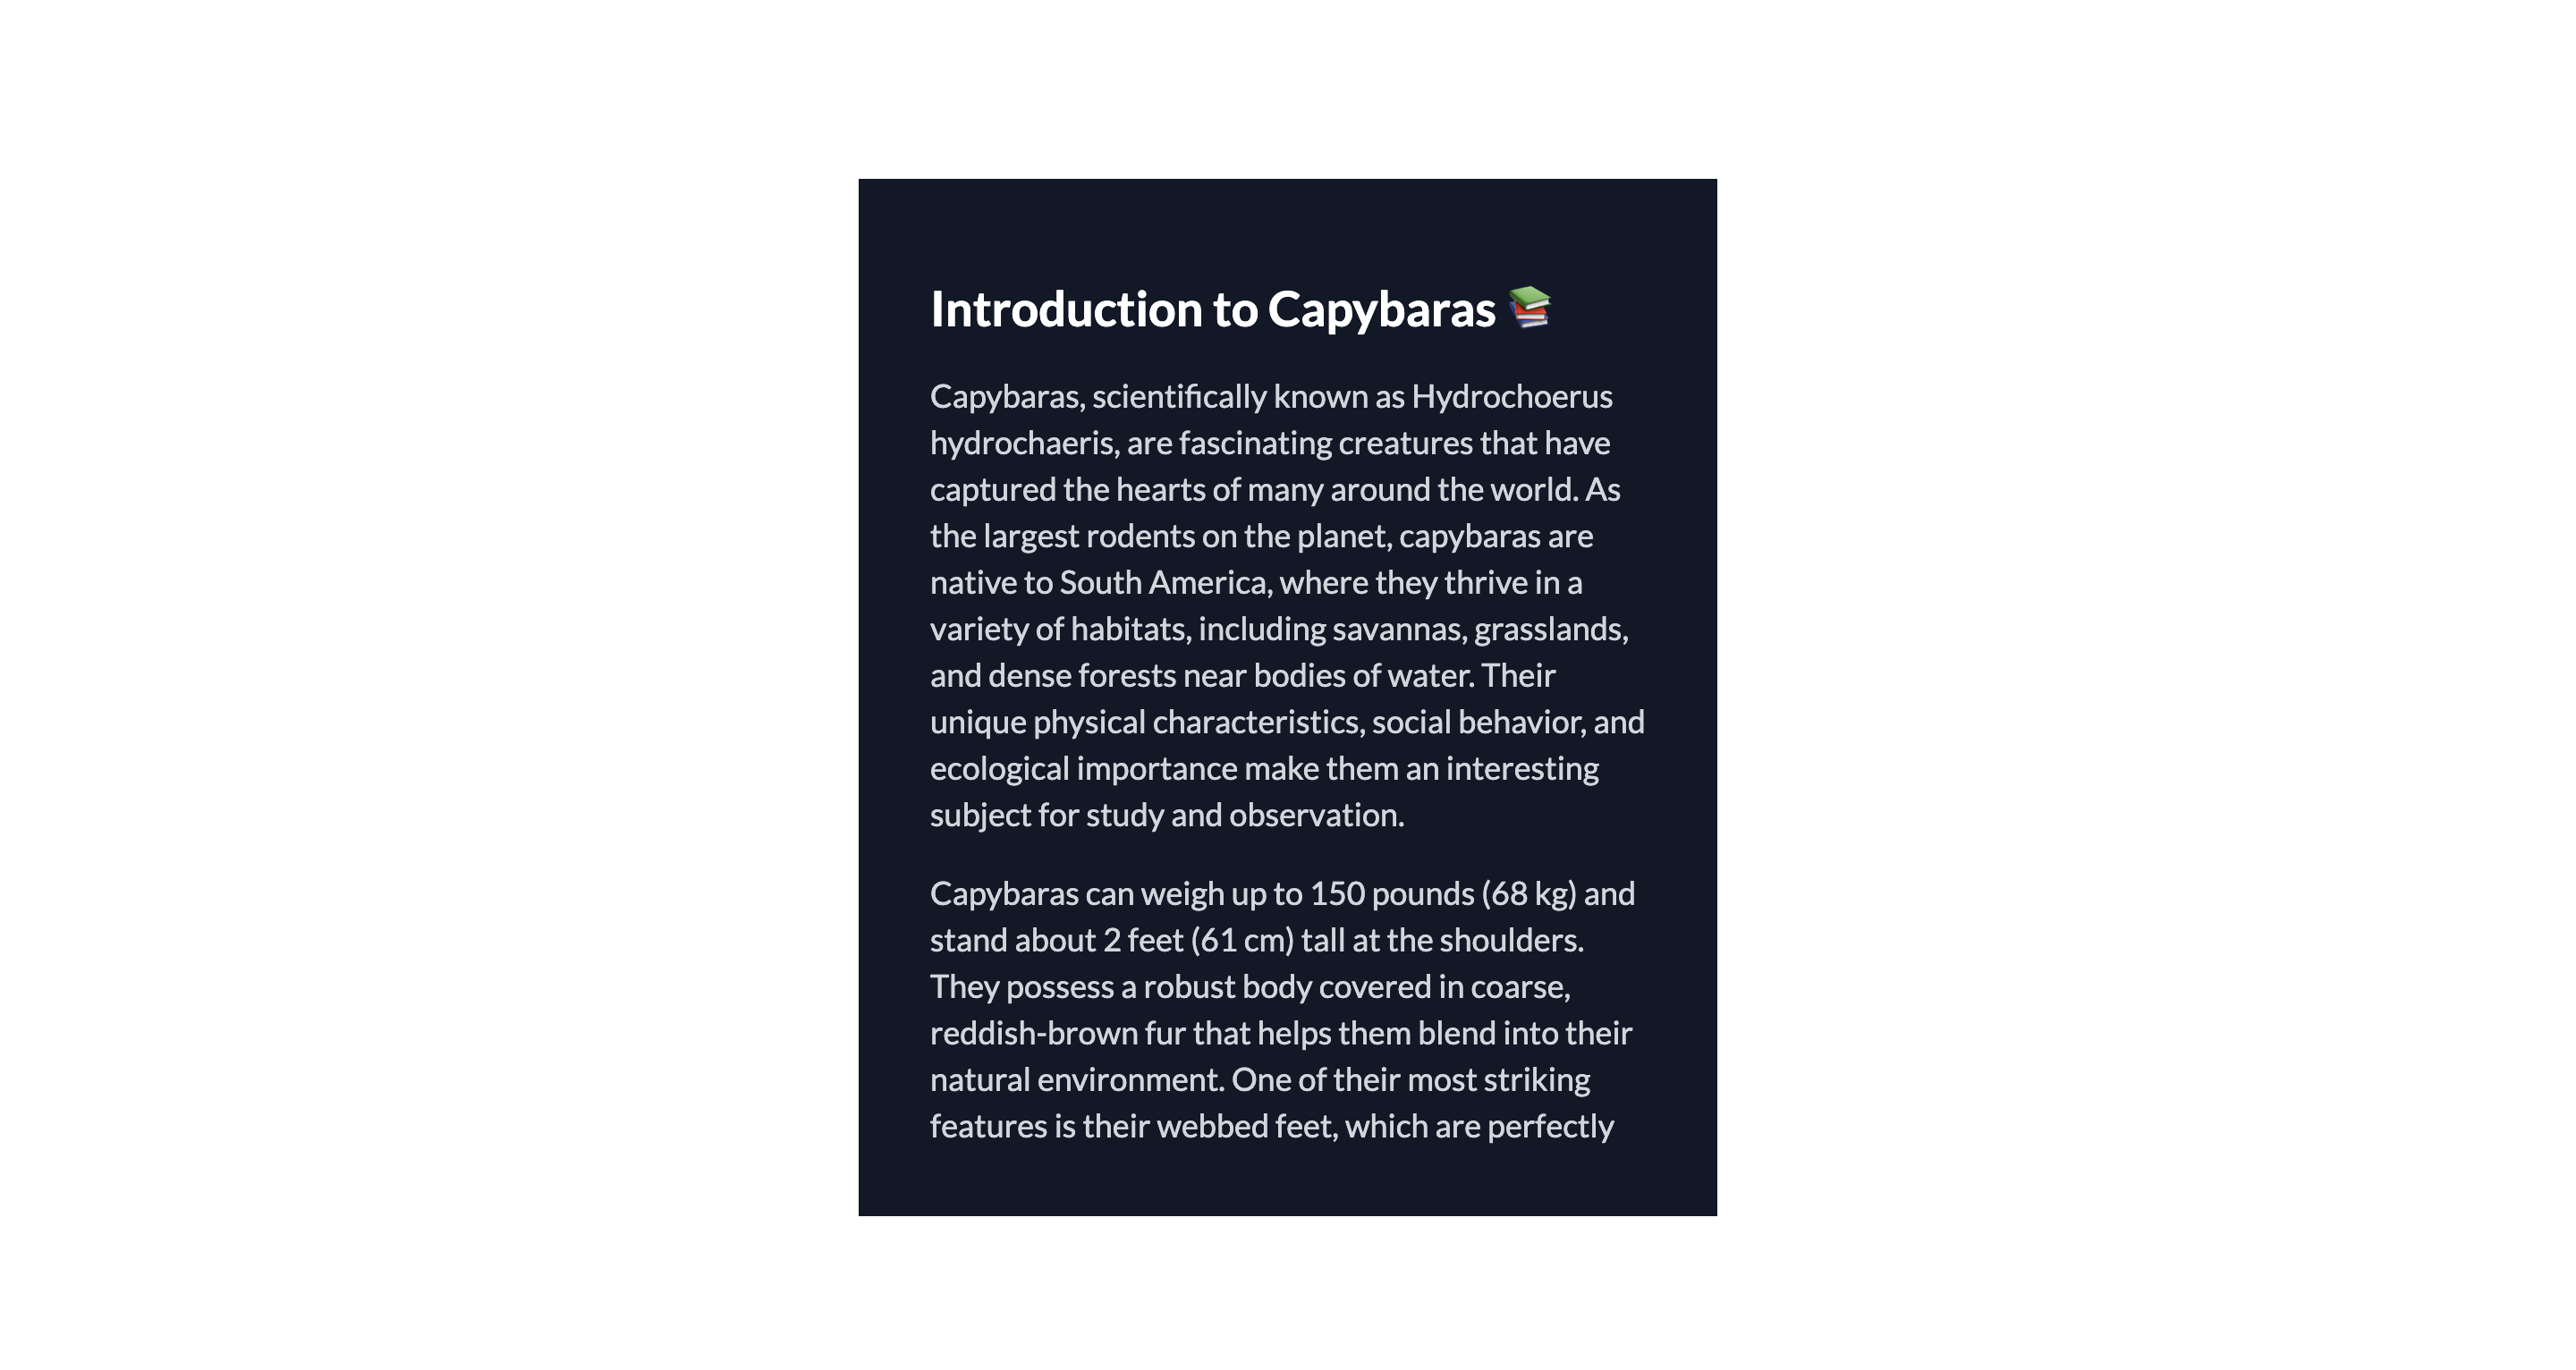 Introduction to Capybaras 📚
Capybaras, scientifically known as Hydrochoerus
hydrochaeris, are fascinating creatures that have
captured the hearts of many around the world. As
the largest rodents on the planet, capybaras are
native to South America, where they thrive in a
variety of habitats, including savannas, grasslands,
and dense forests near bodies of water. Their
unique physical characteristics, social behavior, and
ecological importance make them an interesting
subject for study and observation.
Capybaras can weigh up to 150 pounds (68 kg) and
stand about 2 feet (61 cm) tall at the shoulders.
They possess a robust body covered in coarse,
reddish-brown fur that helps them blend into their
natural environment. One of their most striking
features is their webbed feet, which are perfectly